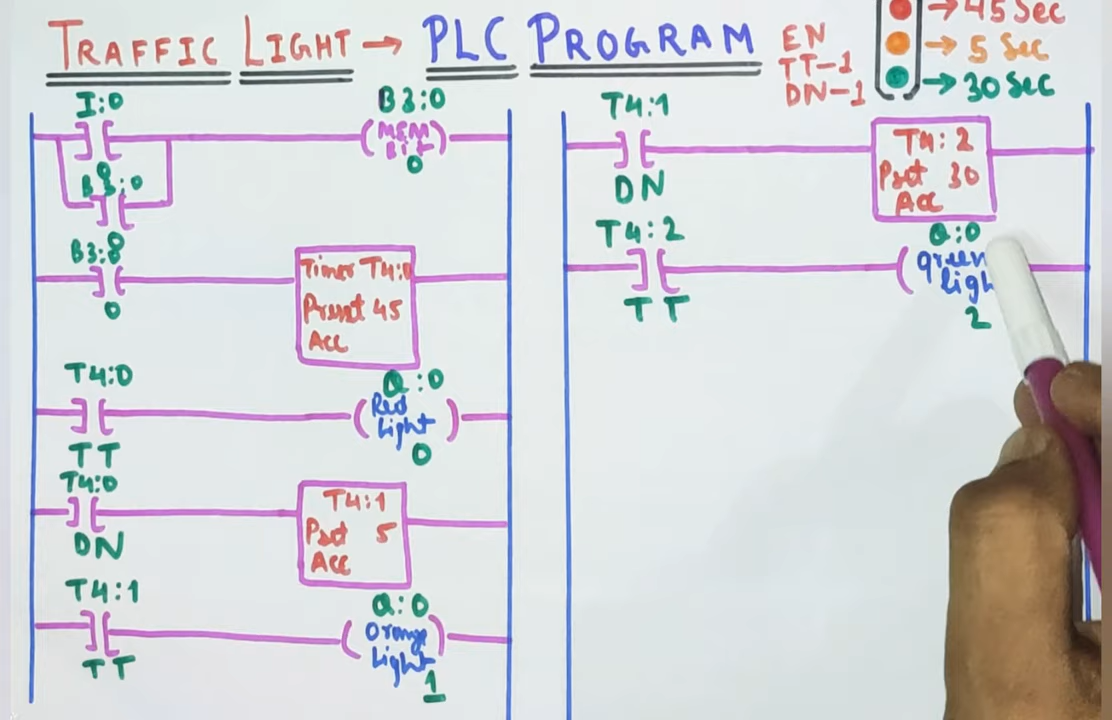 TRAFFIC LIGHT → PLC PROGRAM
EN
TT-1
DN-1
→ 45 Sec
→ 5 Sec
→ 30 Sec
I:0
B3:0
(MEM Bit)
0
0
B3:0
B3:0
0
Timer T4:0
Preset 45
Acc
T4:0
TT
Q:0
(Red Light)
0
T4:0
DN
T4:1
Pset 5
Acc
T4:1
TT
Q:0
(Orange Light)
1
T4:1
DN
T4:2
Pset 30
Acc
T4:2
TT
Q:0
(green ligh
2